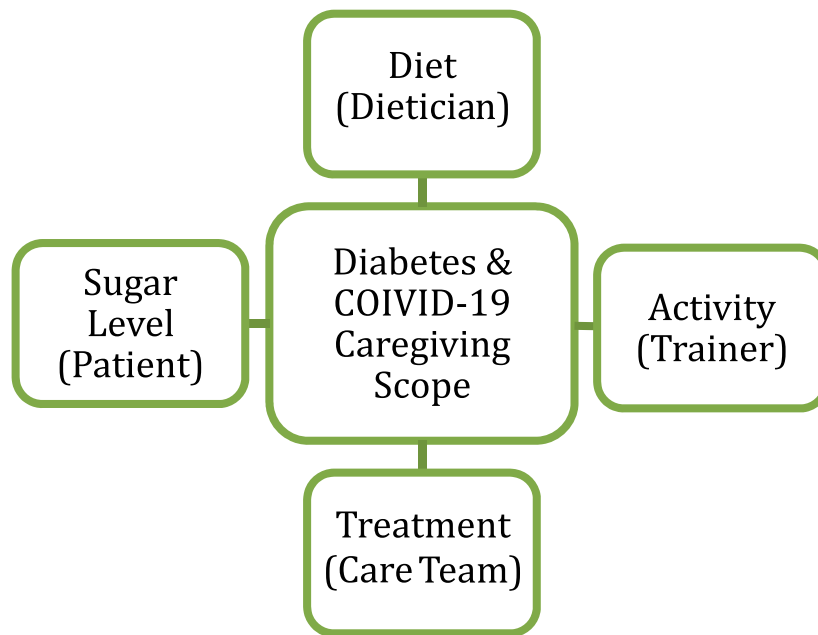 Diet
(Dietician)
Sugar
Level
(Patient)
Diabetes &
COIVID-19
Caregiving
Scope
Activity
(Trainer)
Treatment
(Care Team)